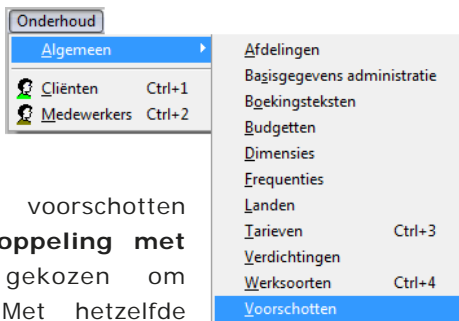 Onderhoud
Algemeen
Cliënten Ctrl+1
Medewerkers Ctrl+2
Afdelingen
Basisgegevens administratie
Boekingsteksten
Budgetten
Dimensies
Frequenties
Landen
Tarieven Ctrl+3
Verdichtingen
Werksoorten Ctrl+4
Voorschotten
voorschotten
oppeling met
gekozen om
Met hetzelfde